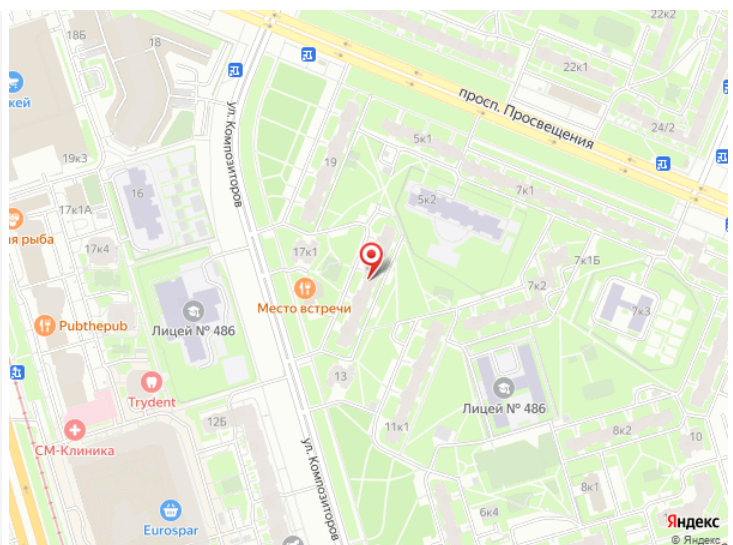 22к2
18Б
18
22к1
просп. Просвещения
24/2
5к1
кей
ул. Композиторов
19к3
19
16
7к1
5к2
17к1А
ая рыба
17к4
17к1
7к1Б
7к2
Место встречи
7к3
Pubthepub
Лицей № 486
13
Trydent
Лицей № 486
12Б
11к1
8к2
10
СМ-Клиника
ул. Композиторов
8к1
6к4
Eurospar
Яндекс
© Яндекс